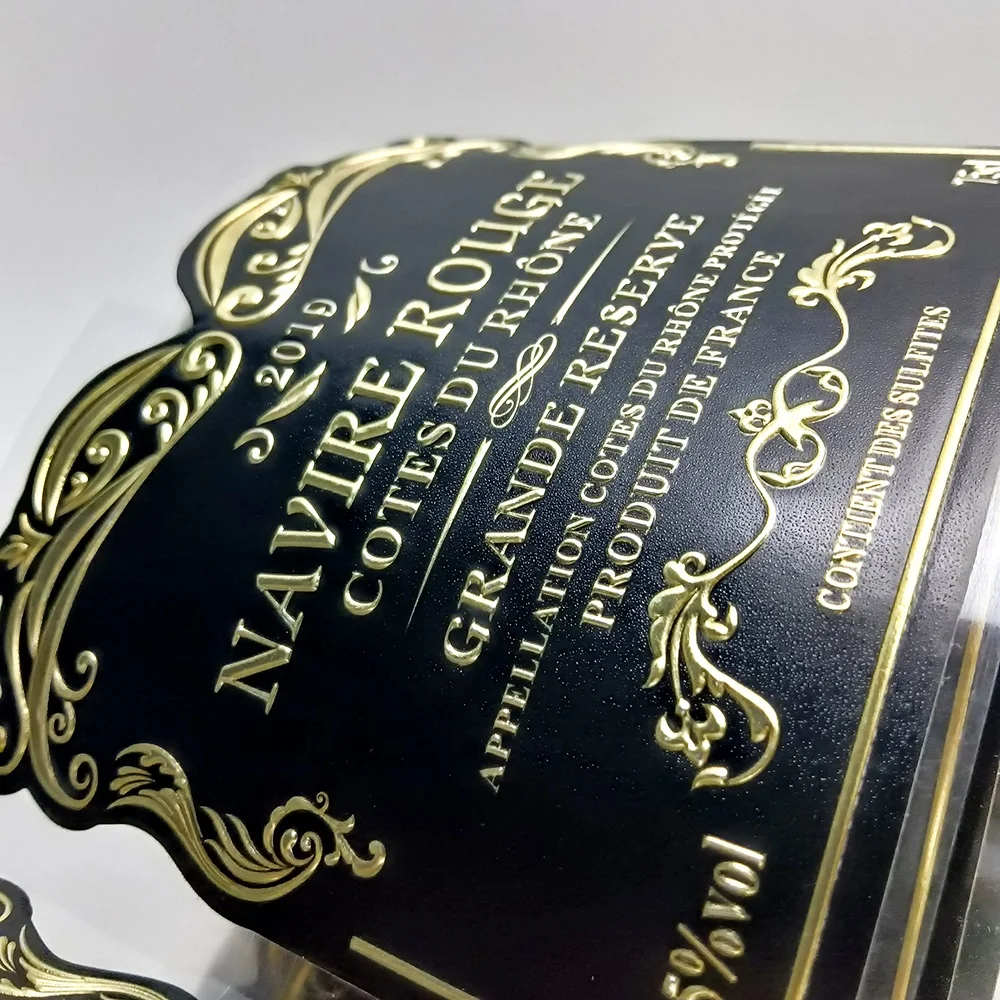 2019
NAVIRE ROUGE
COTES DU RHÔNE
GRANDE RESERVE
APPELLATION COTES DU RHÔNE PROTÉGÉE
PRODUIT DE FRANCE
5%vol
CONTIENT DES SULFITES